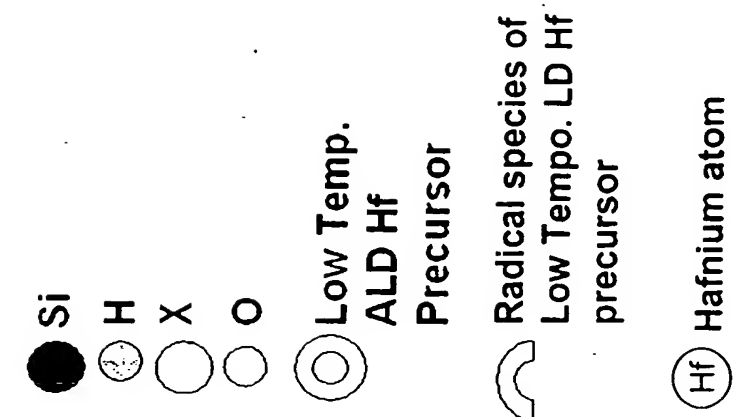 Si
H
X
O
Low Temp.
ALD Hf
Precursor
Radical species of
Low Tempo. LD Hf
precursor
Hf Hafnium atom